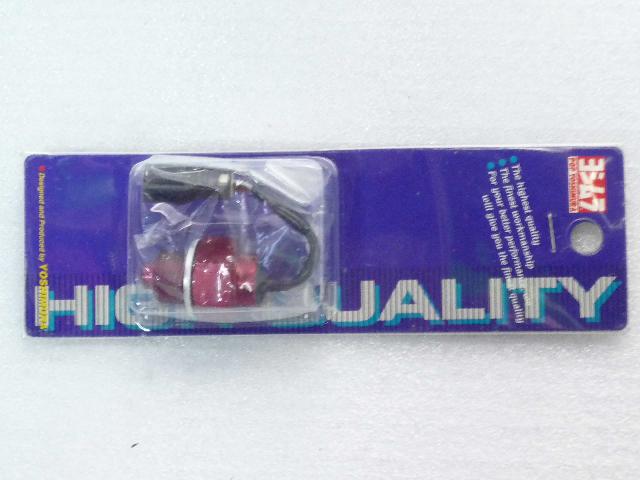 ヨシムラ
The highest quality
The finest workmanship
For your better performance
will give you the finest quality
HIGH QUALITY
Designed and Produced by YOSHIMURA